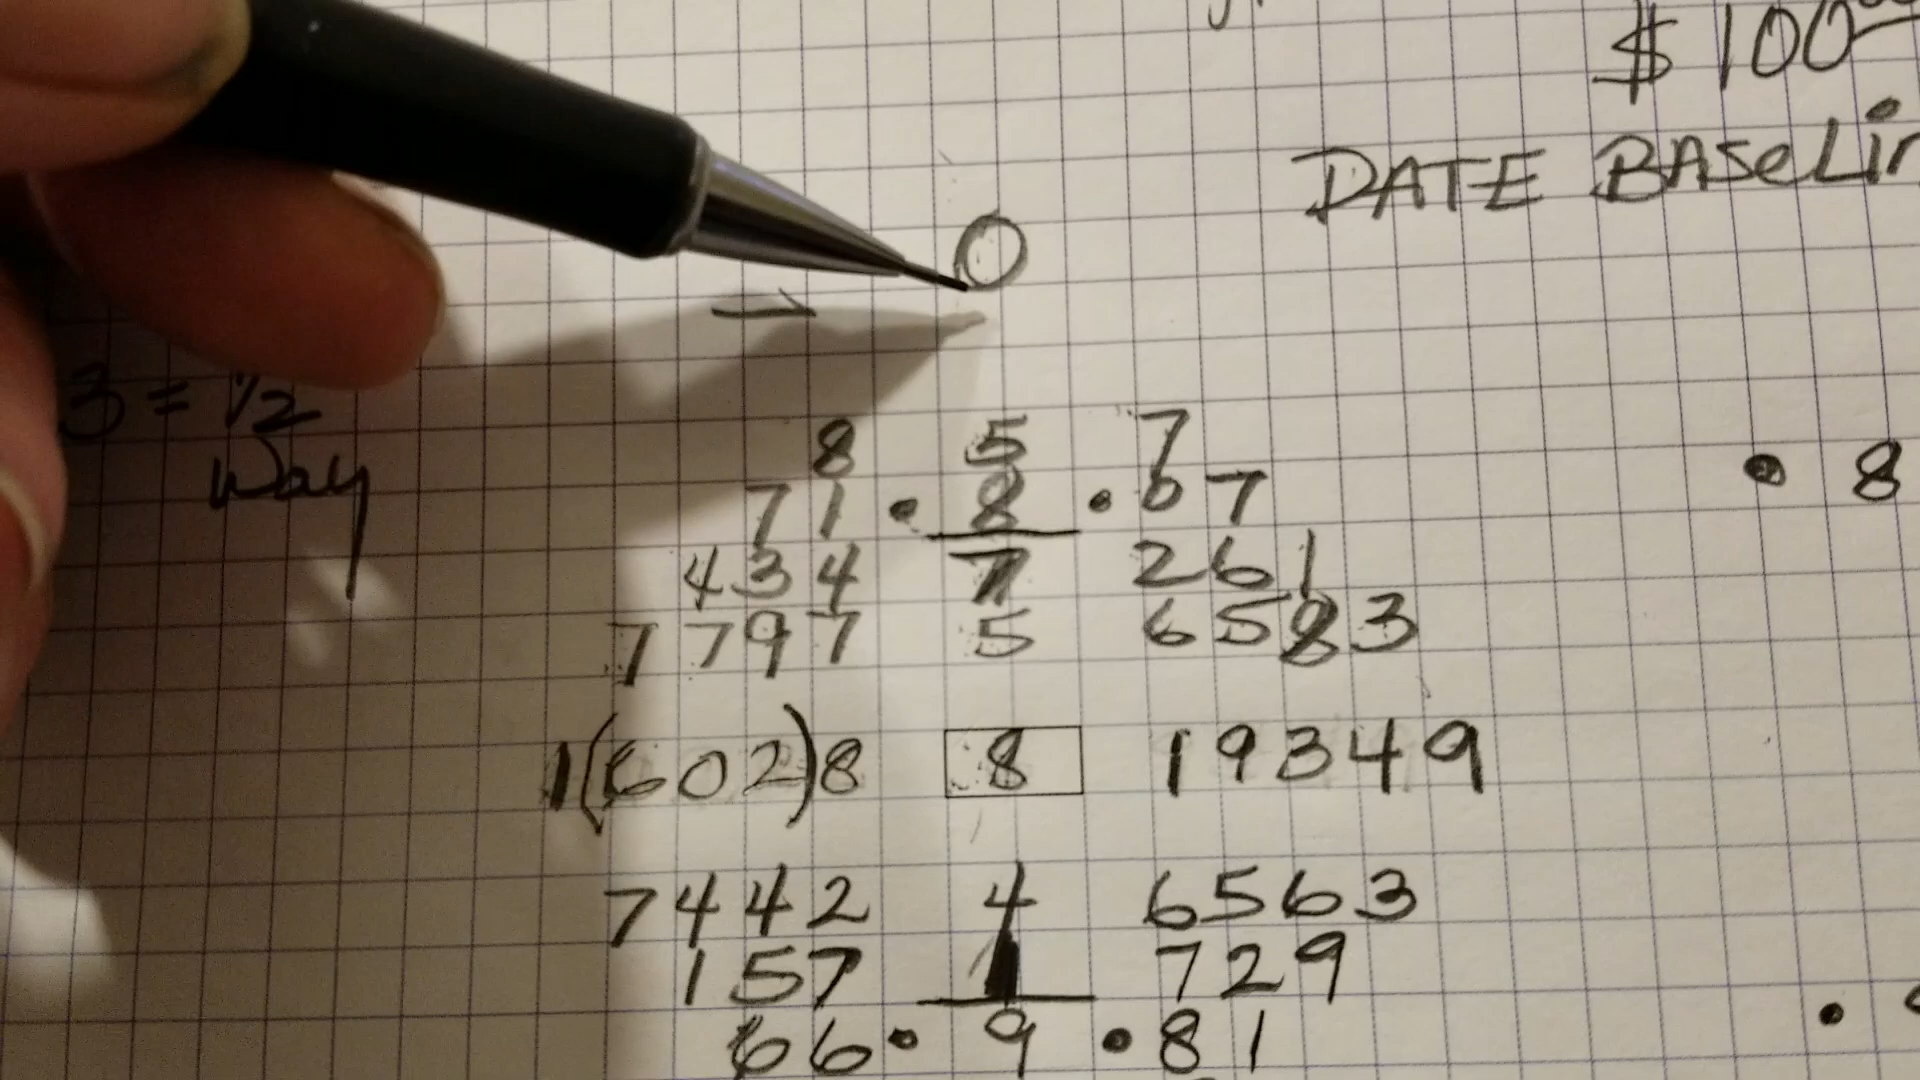 $ 100
DATE BASeLin
0
3 = 1/2
Way
8 5 7
71 • 8 • 67
• 8
434 7 261
7797 5 6583
1(602)8 8 19349
7442 4 6563
157 1 729
66 • 9 • 81